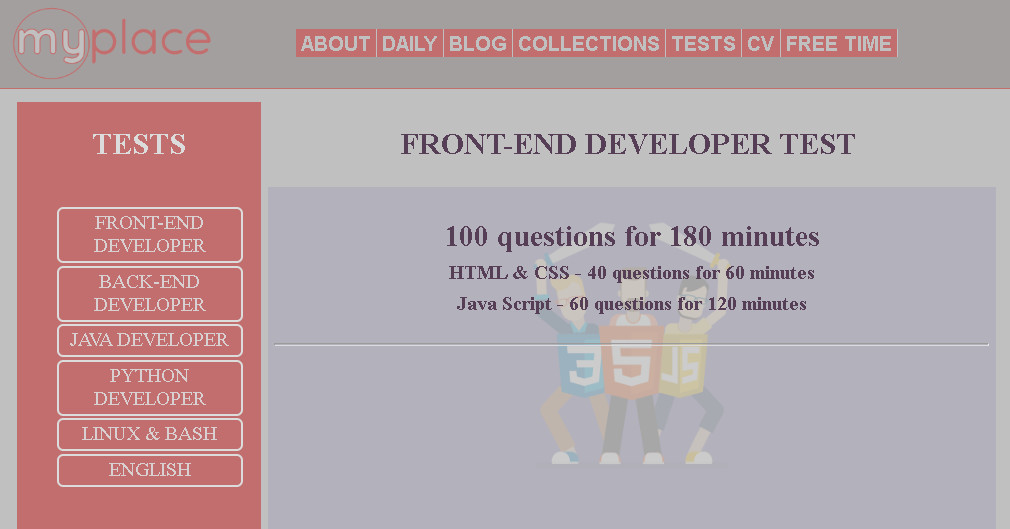 myplace
ABOUT DAILY BLOG COLLECTIONS TESTS CV FREE TIME
TESTS
FRONT-END
DEVELOPER
BACK-END
DEVELOPER
JAVA DEVELOPER
PYTHON
DEVELOPER
LINUX & BASH
ENGLISH
FRONT-END DEVELOPER TEST
100 questions for 180 minutes
HTML & CSS - 40 questions for 60 minutes
Java Script - 60 questions for 120 minutes
3 5 JS